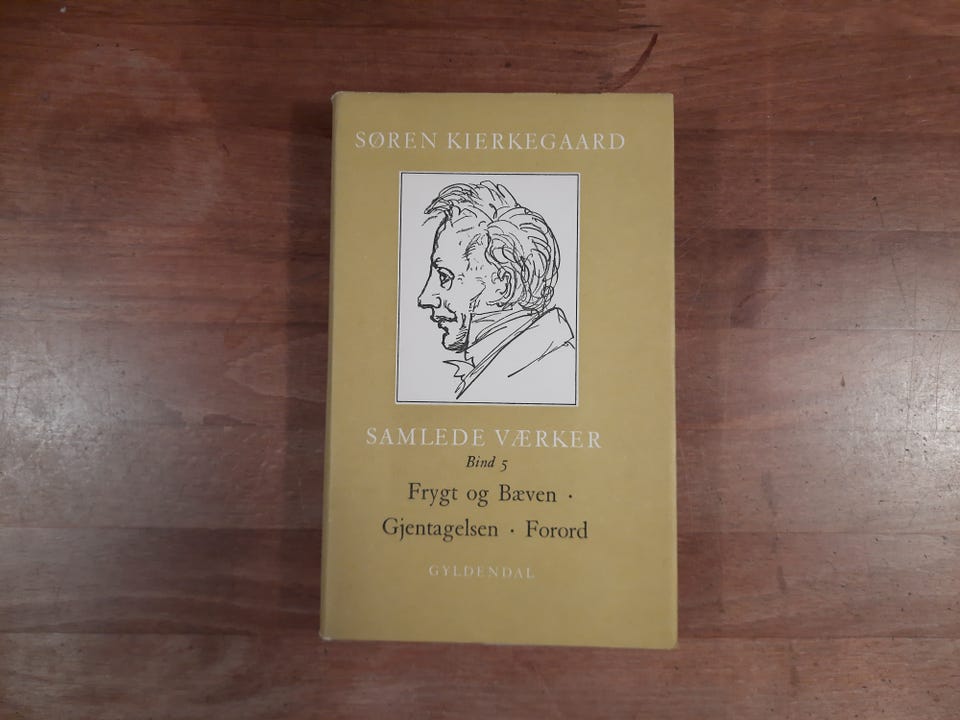 SØREN KIERKEGAARD
SAMLEDE VÆRKER
Bind 5
Frygt og Bæven ·
Gjentagelsen · Forord
GYLDENDAL